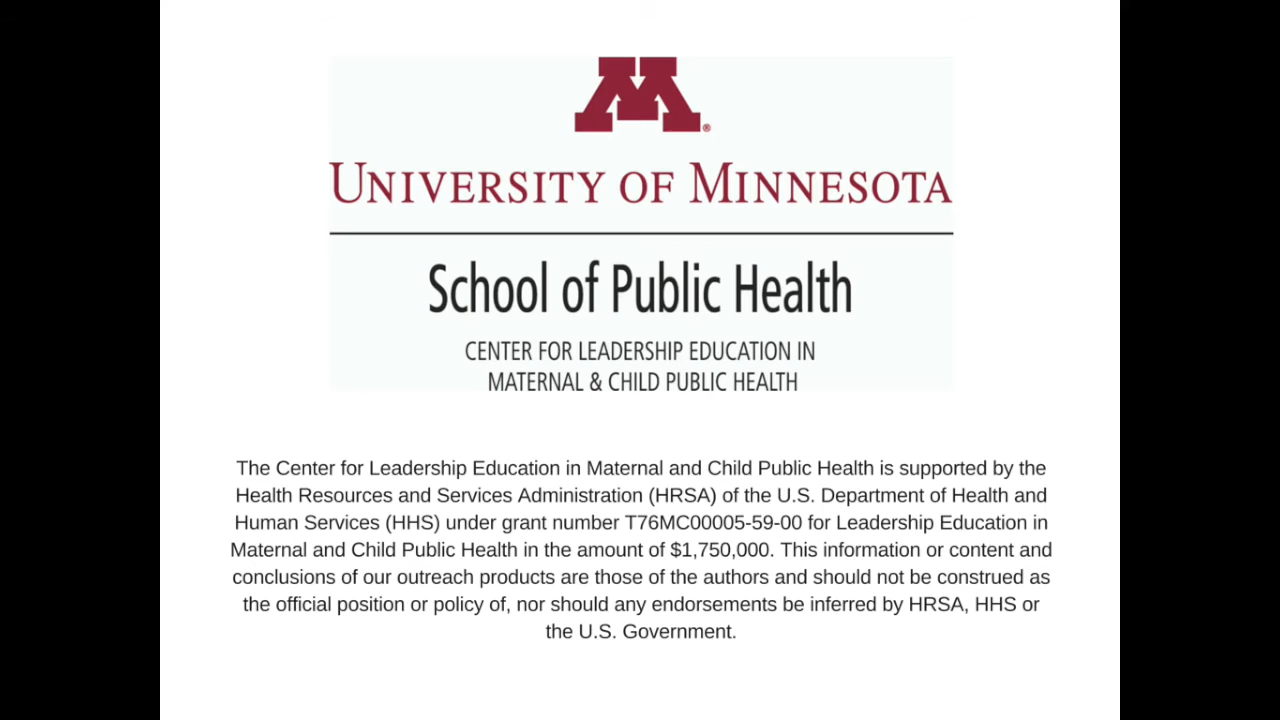 M®
UNIVERSITY OF MINNESOTA
School of Public Health
CENTER FOR LEADERSHIP EDUCATION IN
MATERNAL & CHILD PUBLIC HEALTH
The Center for Leadership Education in Maternal and Child Public Health is supported by the
Health Resources and Services Administration (HRSA) of the U.S. Department of Health and
Human Services (HHS) under grant number T76MC00005-59-00 for Leadership Education in
Maternal and Child Public Health in the amount of $1,750,000. This information or content and
conclusions of our outreach products are those of the authors and should not be construed as
the official position or policy of, nor should any endorsements be inferred by HRSA, HHS or
the U.S. Government.